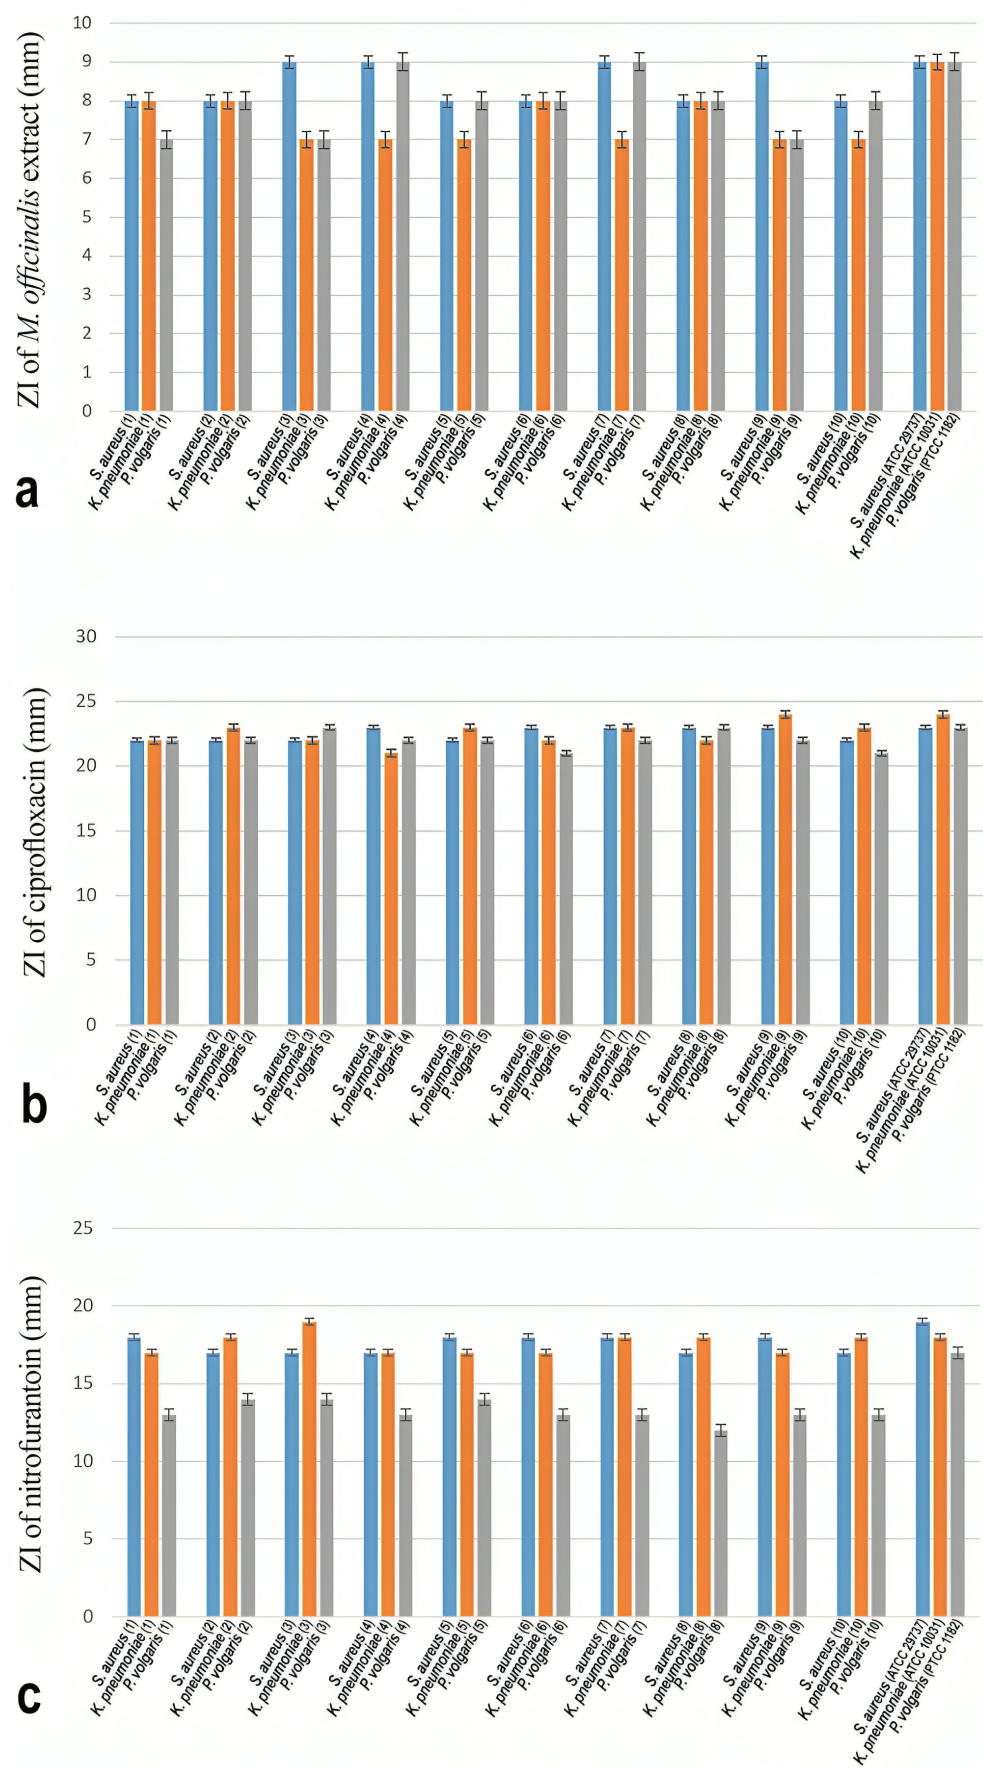 ZI of M. officinalis extract (mm)
10
9
8
7
6
5
4
3
2
1
0
S. aureus (1)
K. pneumoniae (1)
P. volgaris (1)
S. aureus (2)
K. pneumoniae (2)
P. volgaris (2)
S. aureus (3)
K. pneumoniae (3)
P. volgaris (3)
S. aureus (4)
K. pneumoniae (4)
P. volgaris (4)
S. aureus (5)
K. pneumoniae (5)
P. volgaris (5)
S. aureus (6)
K. pneumoniae (6)
P. volgaris (6)
S. aureus (7)
K. pneumoniae (7)
P. volgaris (7)
S. aureus (8)
K. pneumoniae (8)
P. volgaris (8)
S. aureus (9)
K. pneumoniae (9)
P. volgaris (9)
S. aureus (10)
K. pneumoniae (10)
P. volgaris (10)
S. aureus (ATCC 29737)
K. pneumoniae (ATCC 10031)
P. volgaris (PTCC 1182)
a
ZI of ciprofloxacin (mm)
30
25
20
15
10
5
0
S. aureus (1)
K. pneumoniae (1)
P. volgaris (1)
S. aureus (2)
K. pneumoniae (2)
P. volgaris (2)
S. aureus (3)
K. pneumoniae (3)
P. volgaris (3)
S. aureus (4)
K. pneumoniae (4)
P. volgaris (4)
S. aureus (5)
K. pneumoniae (5)
P. volgaris (5)
S. aureus (6)
K. pneumoniae (6)
P. volgaris (6)
S. aureus (7)
K. pneumoniae (7)
P. volgaris (7)
S. aureus (8)
K. pneumoniae (8)
P. volgaris (8)
S. aureus (9)
K. pneumoniae (9)
P. volgaris (9)
S. aureus (10)
K. pneumoniae (10)
P. volgaris (10)
S. aureus (ATCC 29737)
K. pneumoniae (ATCC 10031)
P. volgaris (PTCC 1182)
b
ZI of nitrofurantoin (mm)
25
20
15
10
5
0
S. aureus (1)
K. pneumoniae (1)
P. volgaris (1)
S. aureus (2)
K. pneumoniae (2)
P. volgaris (2)
S. aureus (3)
K. pneumoniae (3)
P. volgaris (3)
S. aureus (4)
K. pneumoniae (4)
P. volgaris (4)
S. aureus (5)
K. pneumoniae (5)
P. volgaris (5)
S. aureus (6)
K. pneumoniae (6)
P. volgaris (6)
S. aureus (7)
K. pneumoniae (7)
P. volgaris (7)
S. aureus (8)
K. pneumoniae (8)
P. volgaris (8)
S. aureus (9)
K. pneumoniae (9)
P. volgaris (9)
S. aureus (10)
K. pneumoniae (10)
P. volgaris (10)
S. aureus (ATCC 29737)
K. pneumoniae (ATCC 10031)
P. volgaris (PTCC 1182)
c